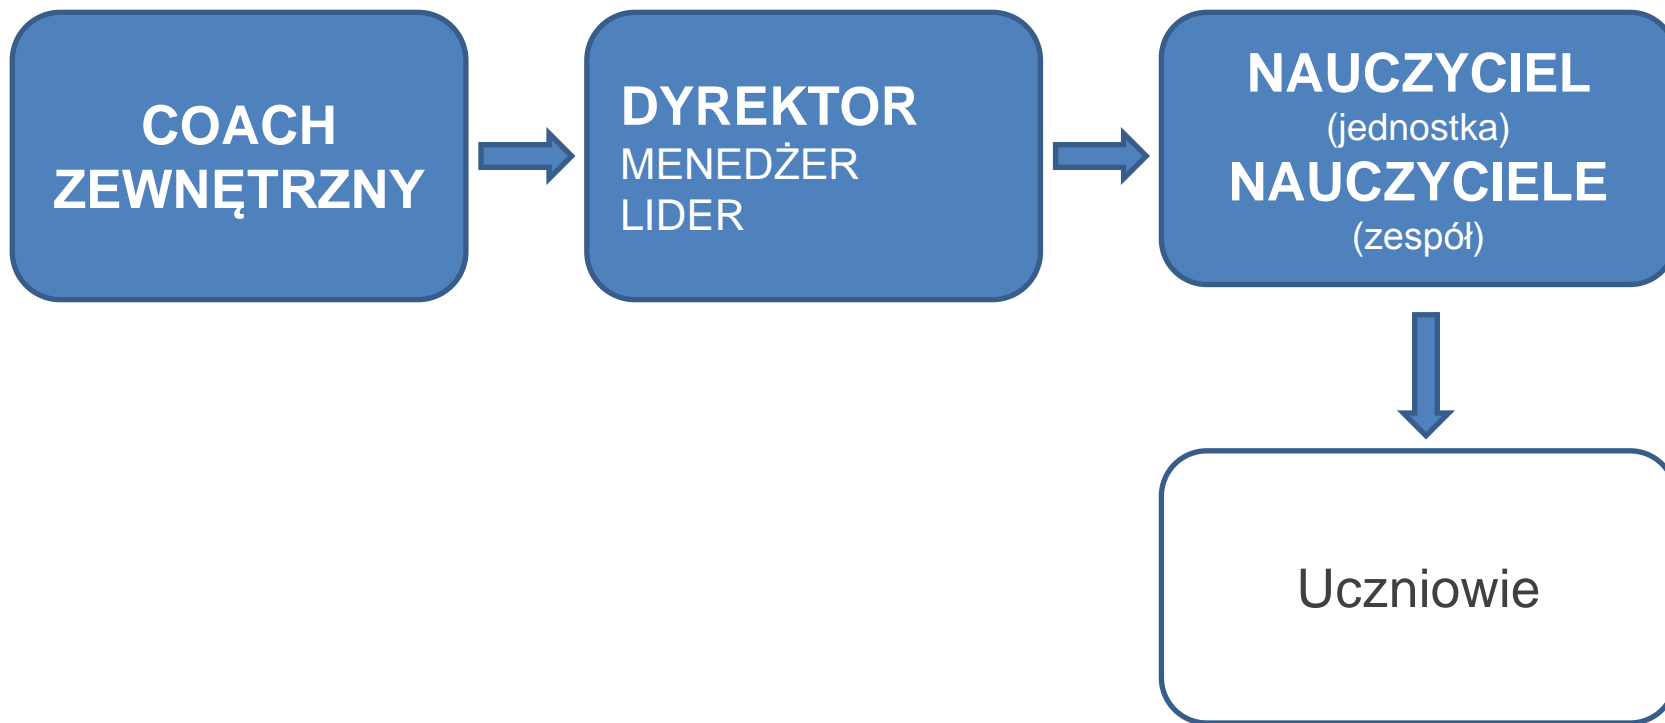 COACH
ZEWNĘTRZNY
DYREKTOR
MENEDŻER
LIDER
NAUCZYCIEL
(jednostka)
NAUCZYCIELE
(zespół)
Uczniowie